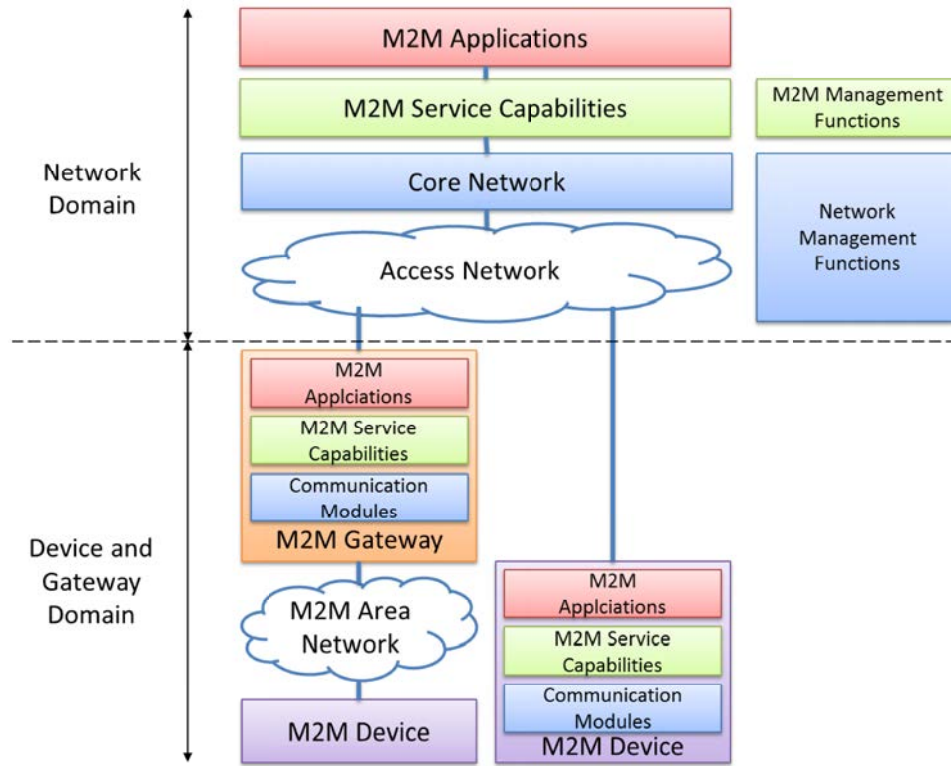 M2M Applications
M2M Service Capabilities
M2M Management
Functions
Network
Domain
Core Network
Network
Management
Functions
Access Network
Device and
Gateway
Domain
M2M
Applciations
M2M Service
Capabilities
Communication
Modules
M2M Gateway
M2M Area
Network
M2M Device
M2M
Applciations
M2M Service
Capabilities
Communication
Modules
M2M Device